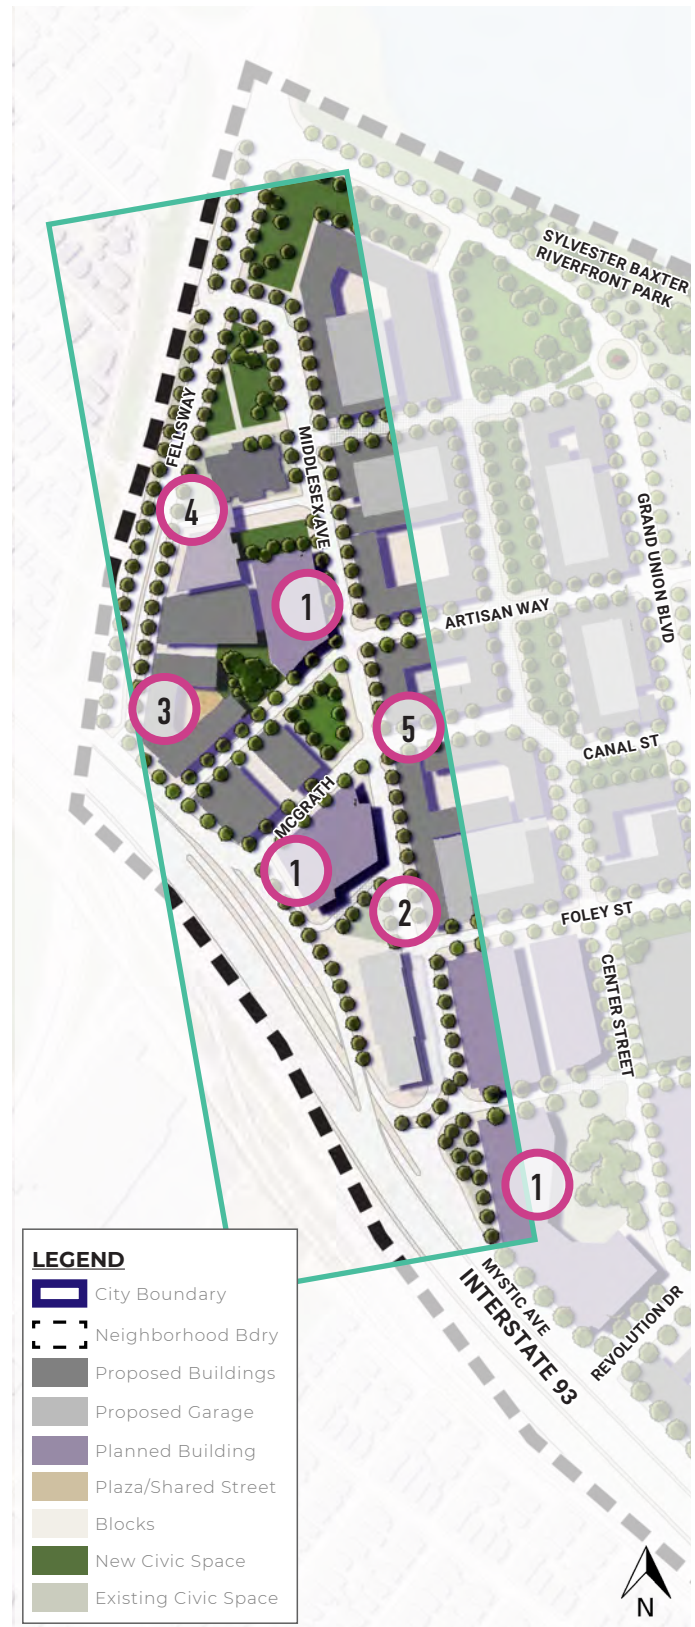 SYLVESTER BAXTER
RIVERFRONT PARK
FELLSWAY
MIDDLESEX AVE
4
GRAND UNION BLVD
1
ARTISAN WAY
3
5
CANAL ST
MCGRATH
1
2
FOLEY ST
CENTER STREET
1
MYSTIC AVE
INTERSTATE 93
REVOLUTION DR
LEGEND
City Boundary
Neighborhood Bdry
Proposed Buildings
Proposed Garage
Planned Building
Plaza/Shared Street
Blocks
New Civic Space
Existing Civic Space
N